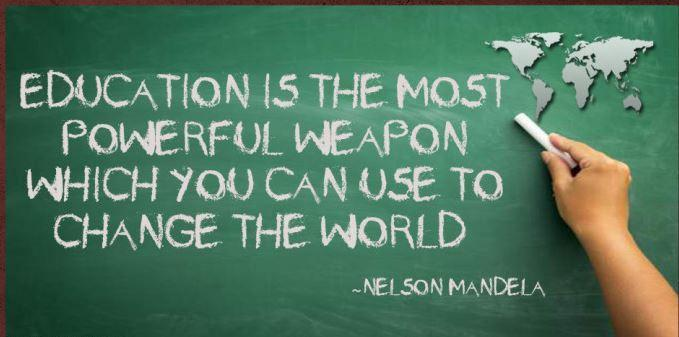 EDUCATION IS THE MOST
POWERFUL WEAPON
WHICH YOU CAN USE TO
CHANGE THE WORLD
~NELSON MANDELA